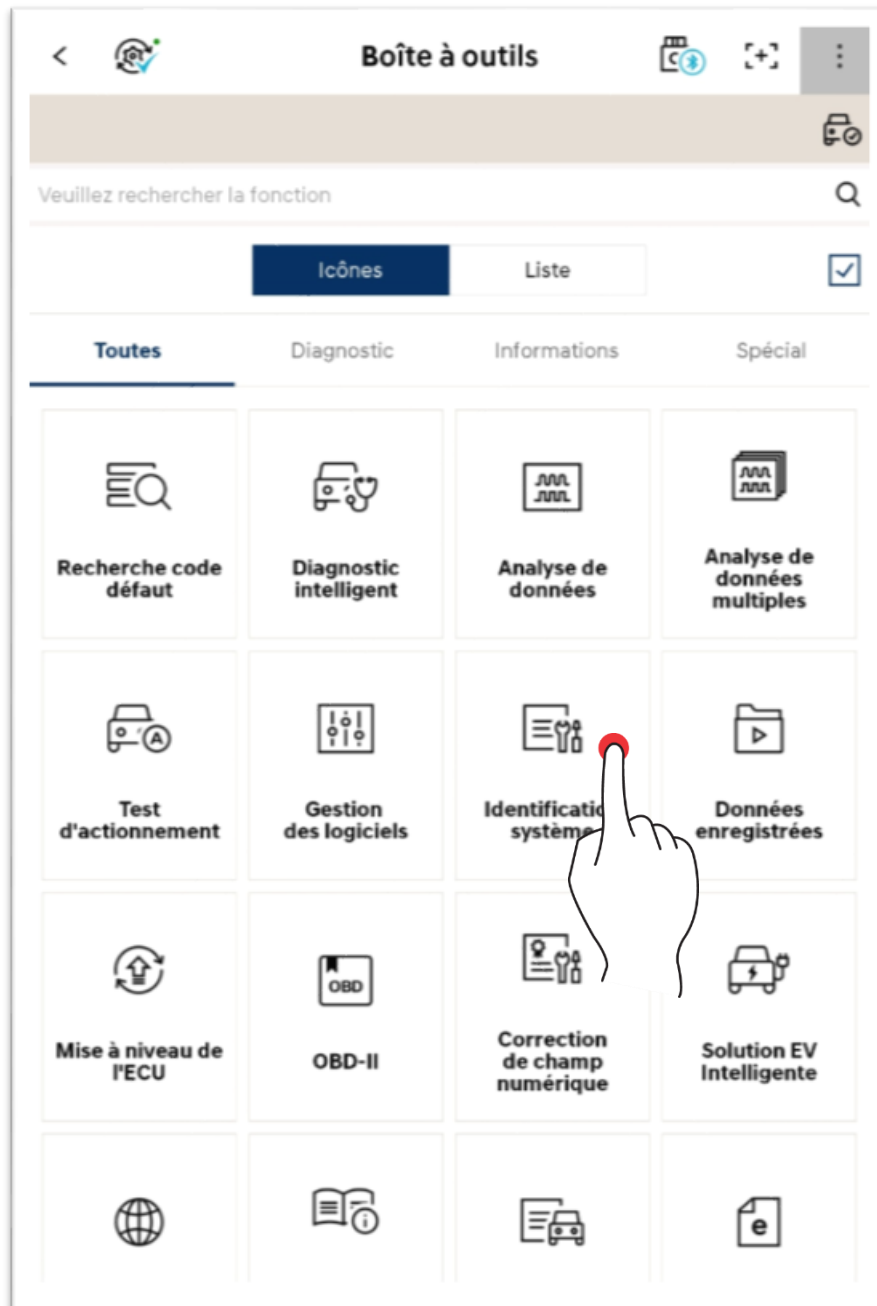 Boîte à outils
Veuillez rechercher la fonction
Icônes Liste
Toutes Diagnostic Informations Spécial
Recherche code
défaut
Diagnostic
intelligent
Analyse de
données
Analyse de
données
multiples
Test
d'actionnement
Gestion
des logiciels
système
Données
enregistrées
Mise à niveau de
l'ECU
OBD
OBD-II
Correction
de champ
numérique
Solution EV
Intelligente
e